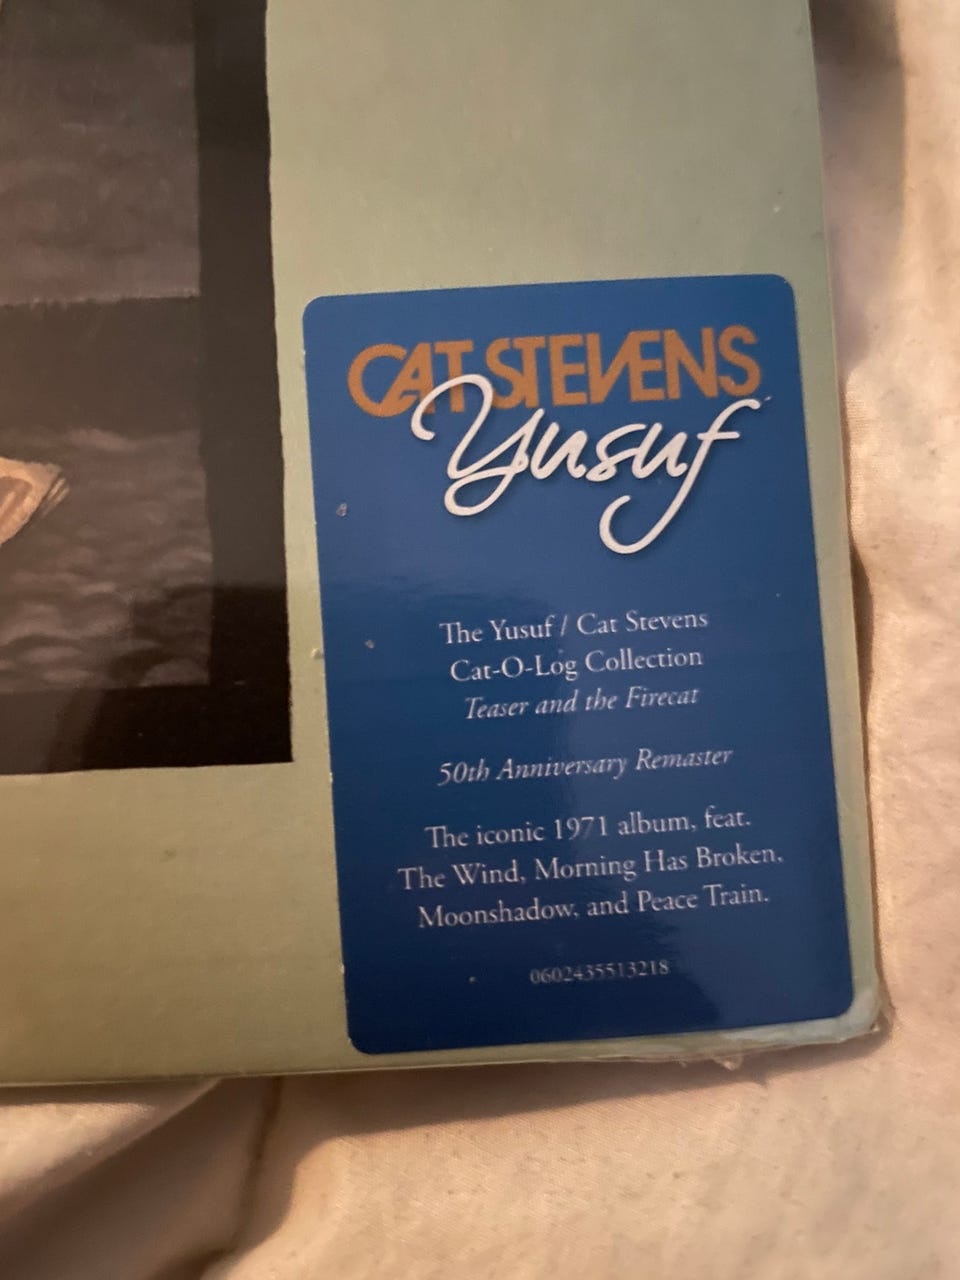 CAT STEVENS
Yusuf
The Yusuf / Cat Stevens
Cat-O-Log Collection
Teaser and the Firecat
50th Anniversary Remaster
The iconic 1971 album, feat.
The Wind, Morning Has Broken,
Moonshadow, and Peace Train.
0602435513218